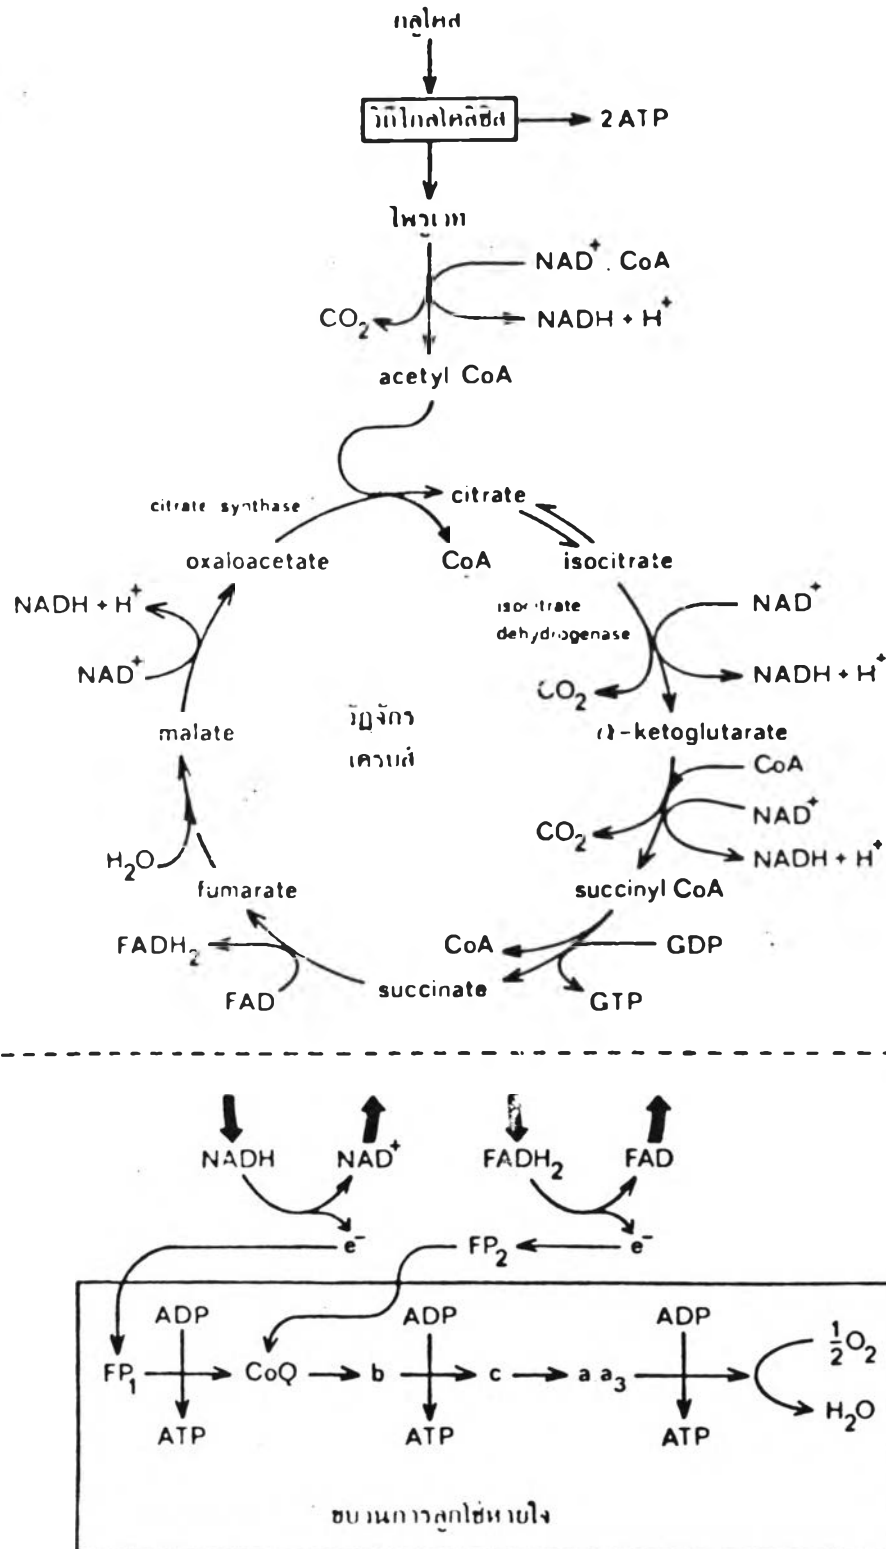 กลูโคส
วิถีไกลโคลิซิส → 2 ATP
ไพรูเวท
NAD⁺. CoA
CO₂
NADH + H⁺
acetyl CoA
citrate synthase
citrate
oxaloacetate
CoA
isocitrate
NADH + H⁺
isocitrate
dehydrogenase
NAD⁺
NAD⁺
CO₂
NADH + H⁺
malate
วัฏจักร
เครบส์
α-ketoglutarate
CoA
NAD⁺
CO₂
H₂O
NADH + H⁺
fumarate
succinyl CoA
FADH₂
CoA
GDP
FAD
succinate
GTP
NADH NAD⁺ FADH₂ FAD
e⁻ FP₂ e⁻
ADP ADP ADP
½O₂
FP₁ CoQ b c a.a₃
H₂O
ATP ATP ATP
ขบวนการลูกโซ่หายใจ